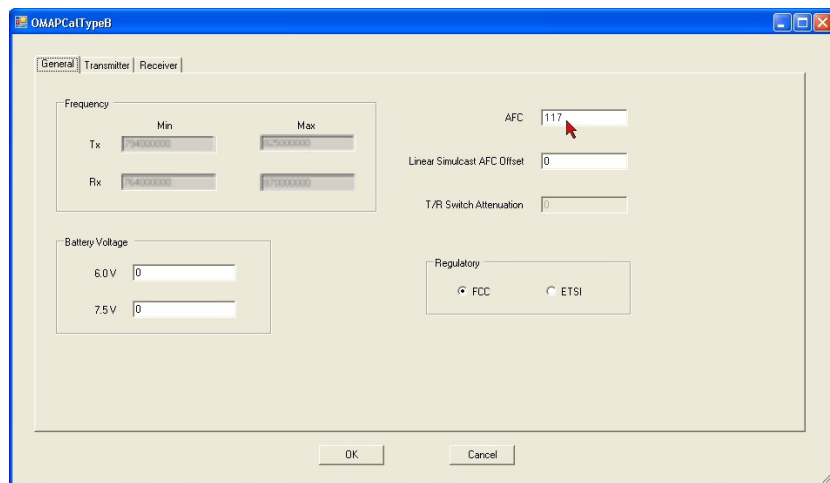 OMAPCalTypeB
General Transmitter Receiver
Frequency
Min Max
Tx 794000000 825000000
Rx 764000000 870000000
AFC 117
Linear Simulcast AFC Offset 0
T/R Switch Attenuation 0
Battery Voltage
6.0 V 0
7.5 V 0
Regulatory
FCC ETSI
OK Cancel